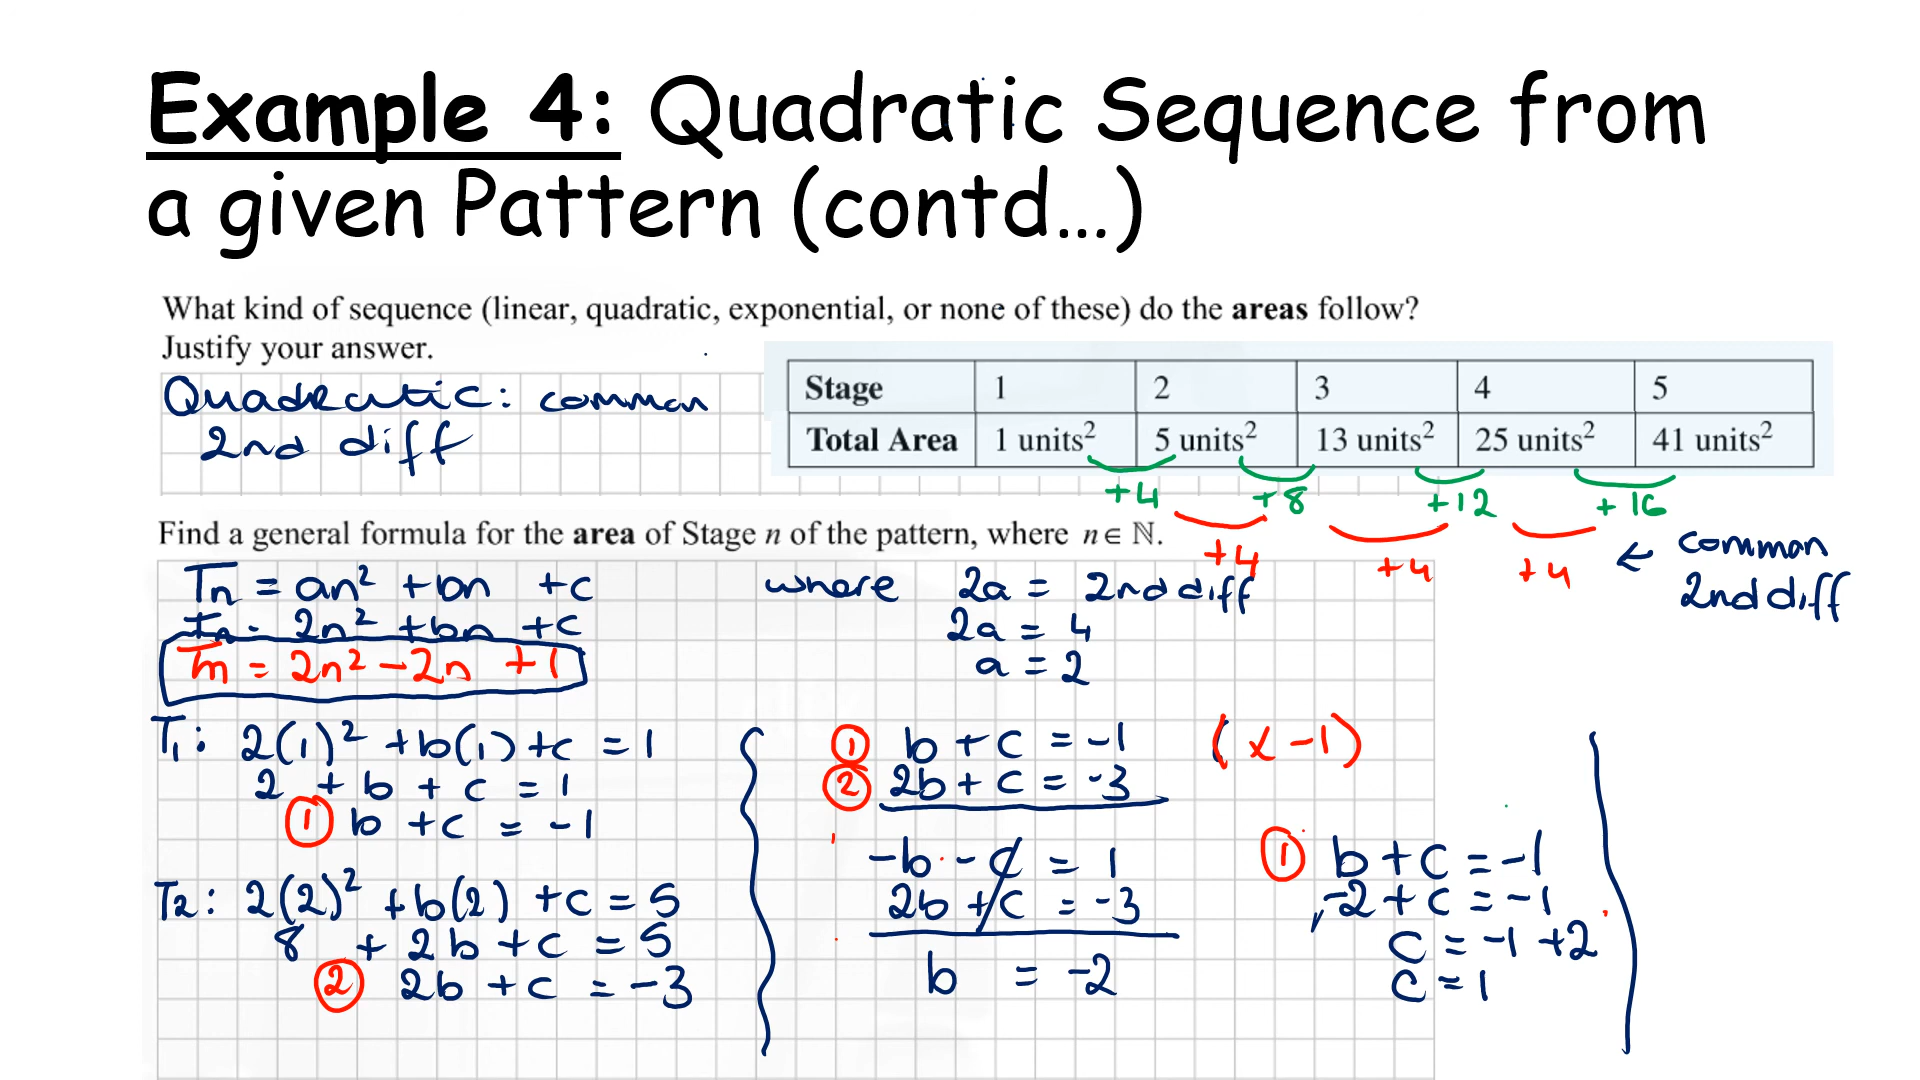 Example 4: Quadratic Sequence from
a given Pattern (contd…)
What kind of sequence (linear, quadratic, exponential, or none of these) do the areas follow?
Justify your answer.
Quadratic: common
2nd diff
Stage 1 2 3 4 5
Total Area 1 units² 5 units² 13 units² 25 units² 41 units²
+4 +8 +12 +16
+4 +4 +4 ← common
2nd diff
Find a general formula for the area of Stage n of the pattern, where n ∈ ℕ.
Tn = an² + bn + c where 2a = 2nd diff
Tn = 2n² + bn + c 2a = 4
Tn = 2n² - 2n + 1 a = 2
T₁: 2(1)² + b(1) + c = 1
2 + b + c = 1
① b + c = -1
T₂: 2(2)² + b(2) + c = 5
8 + 2b + c = 5
② 2b + c = -3
① b + c = -1 (x -1)
② 2b + c = -3
-b - c = 1
2b + c = -3
b = -2
① b + c = -1
-2 + c = -1
c = -1 + 2
c = 1